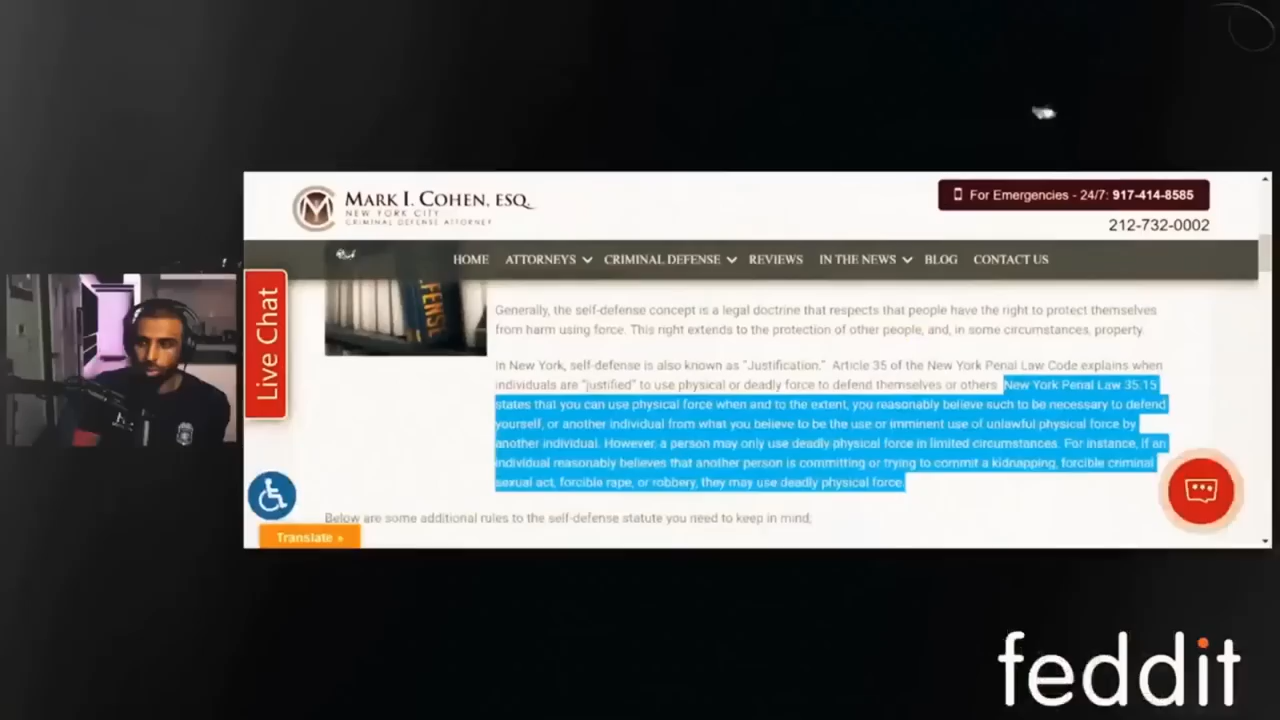 MARK I. COHEN, ESQ.
NEW YORK CITY
CRIMINAL DEFENSE ATTORNEY
For Emergencies - 24/7: 917-414-8585
212-732-0002
HOME ATTORNEYS CRIMINAL DEFENSE REVIEWS IN THE NEWS BLOG CONTACT US
Live Chat
Generally, the self-defense concept is a legal doctrine that respects that people have the right to protect themselves
from harm using force. This right extends to the protection of other people, and, in some circumstances, property.
In New York, self-defense is also known as "Justification." Article 35 of the New York Penal Law Code explains when
individuals are "justified" to use physical or deadly force to defend themselves or others. New York Penal Law 35.15
states that you can use physical force when and to the extent, you reasonably believe such to be necessary to defend
yourself, or another individual from what you believe to be the use or imminent use of unlawful physical force by
another individual. However, a person may only use deadly physical force in limited circumstances. For instance, if an
individual reasonably believes that another person is committing or trying to commit a kidnapping, forcible criminal
sexual act, forcible rape, or robbery, they may use deadly physical force.
Below are some additional rules to the self-defense statute you need to keep in mind;
Translate »
feddit